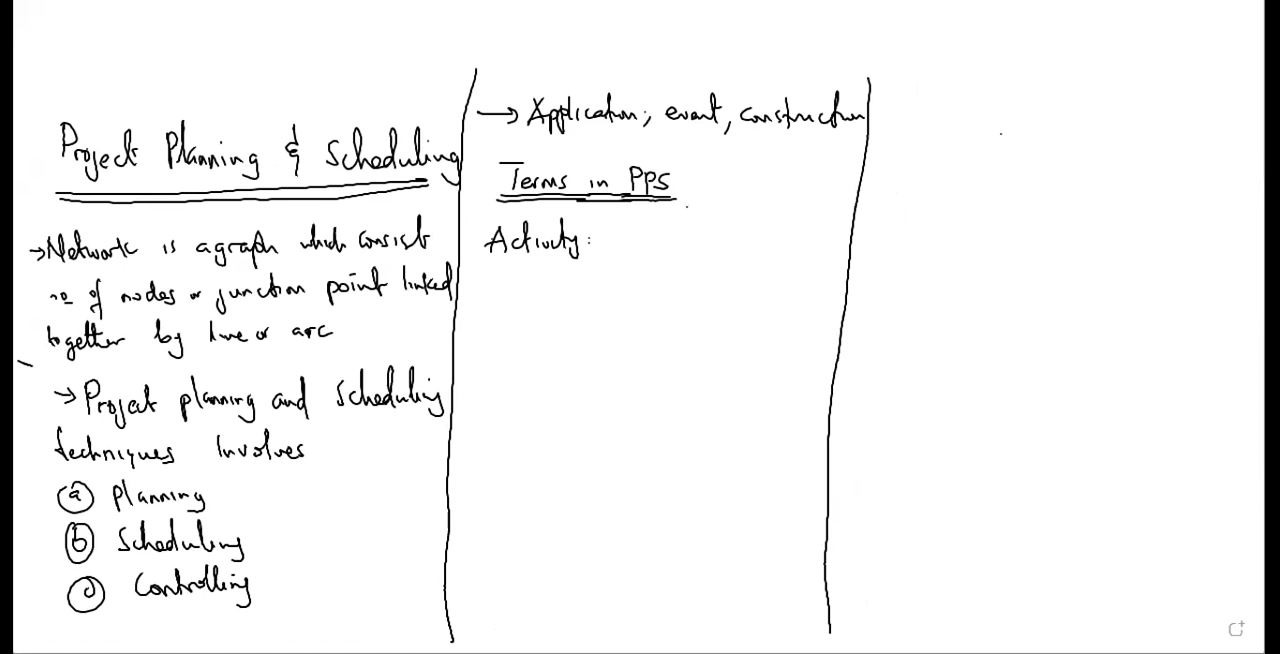 Project Planning & Scheduling
→ Network is a graph which consist
no of nodes or junction point linked
together by line or arc
→ Project planning and scheduling
techniques involves
(a) planning
(b) scheduling
(c) controlling
→ Application; event, construction
Terms in PPS
Activity: